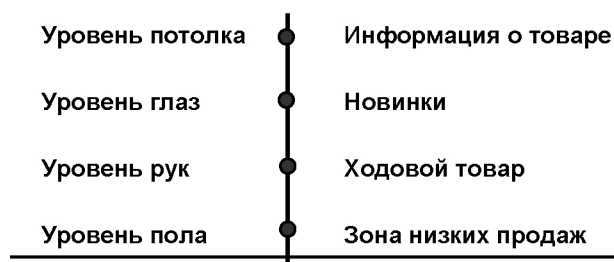 Уровень потолка Информация о товаре
Уровень глаз Новинки
Уровень рук Ходовой товар
Уровень пола Зона низких продаж